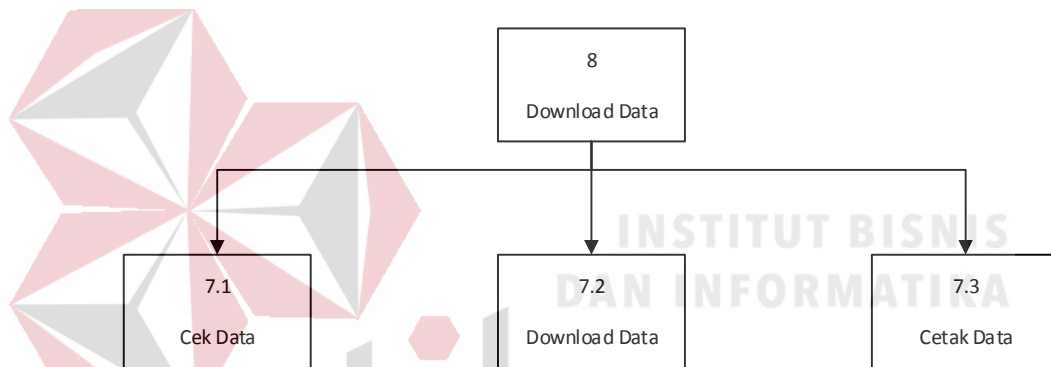 8
Download Data
INSTITUT BISNIS
DAN INFORMATIKA
7.1
Cek Data
7.2
Download Data
7.3
Cetak Data